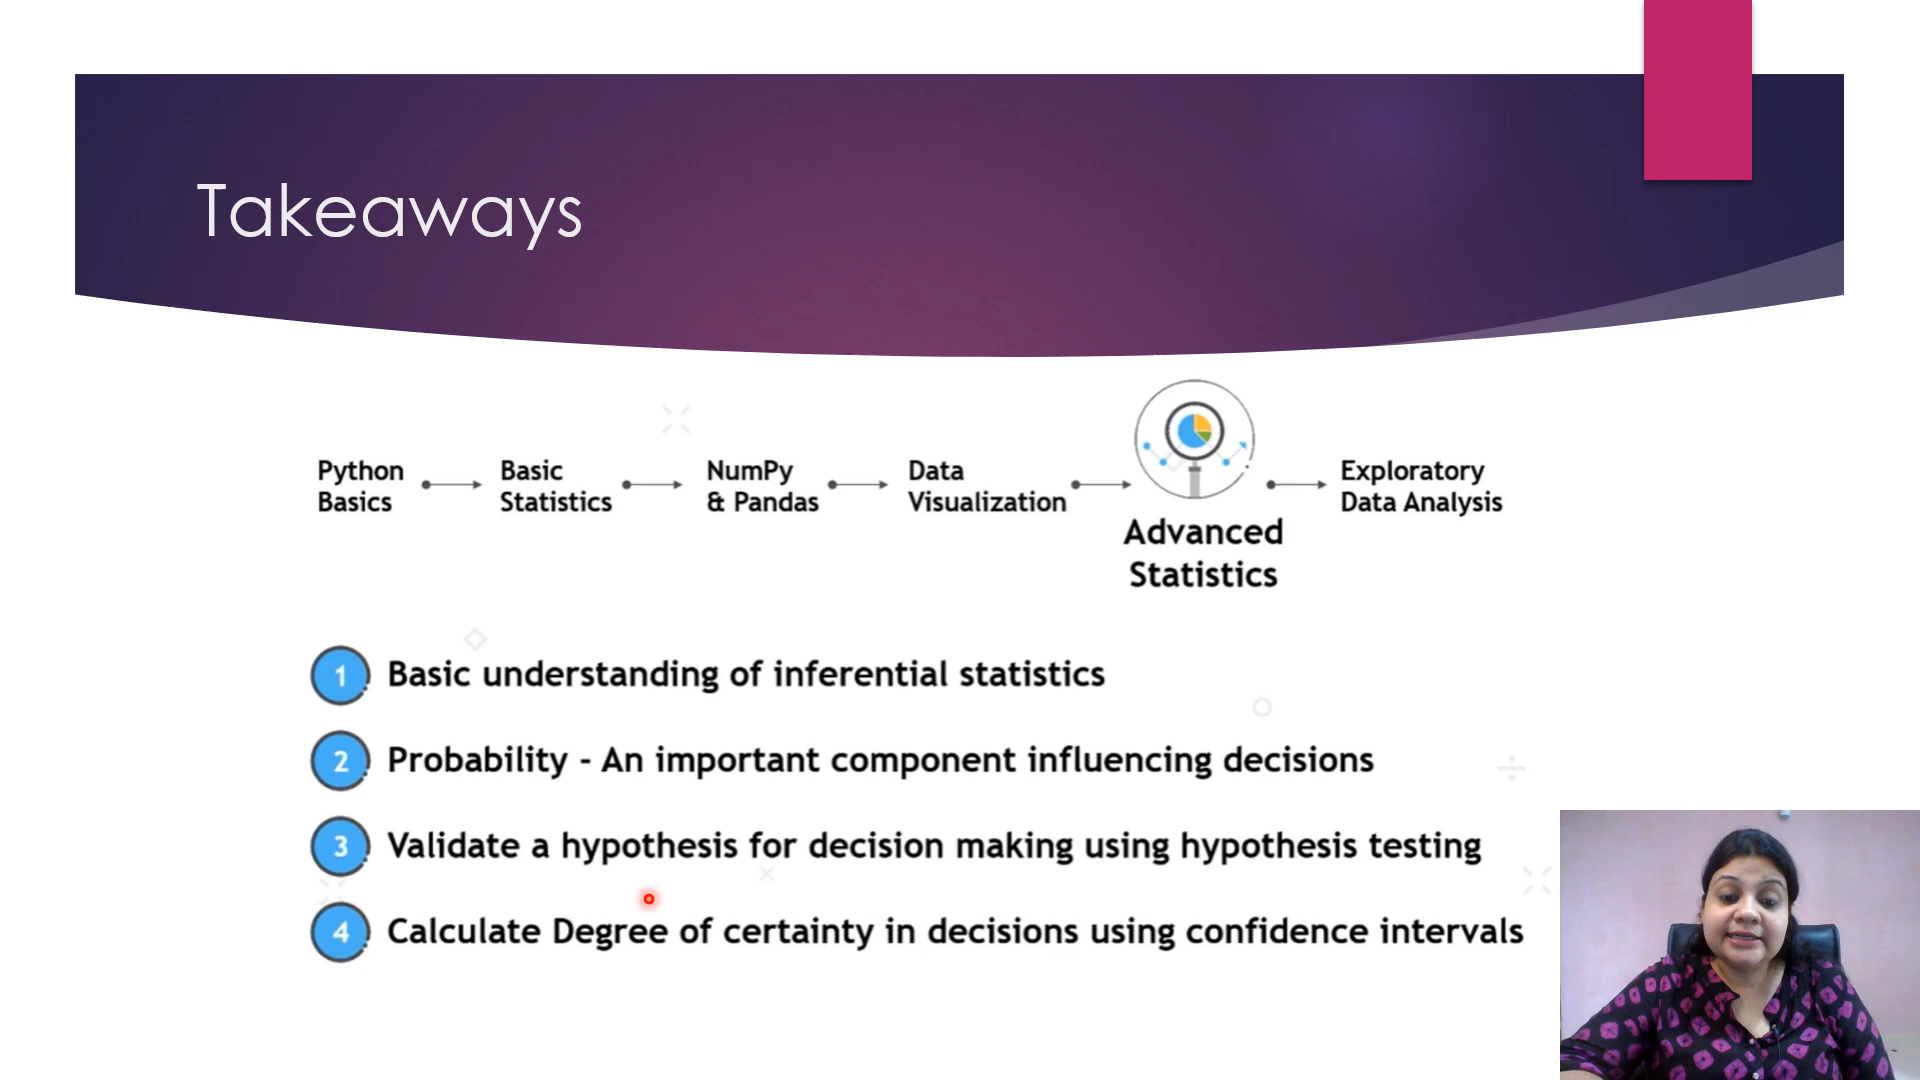 Takeaways
Python Basics
Basic Statistics
NumPy & Pandas
Data Visualization
Advanced Statistics
Exploratory Data Analysis
1 Basic understanding of inferential statistics
2 Probability - An important component influencing decisions
3 Validate a hypothesis for decision making using hypothesis testing
4 Calculate Degree of certainty in decisions using confidence intervals